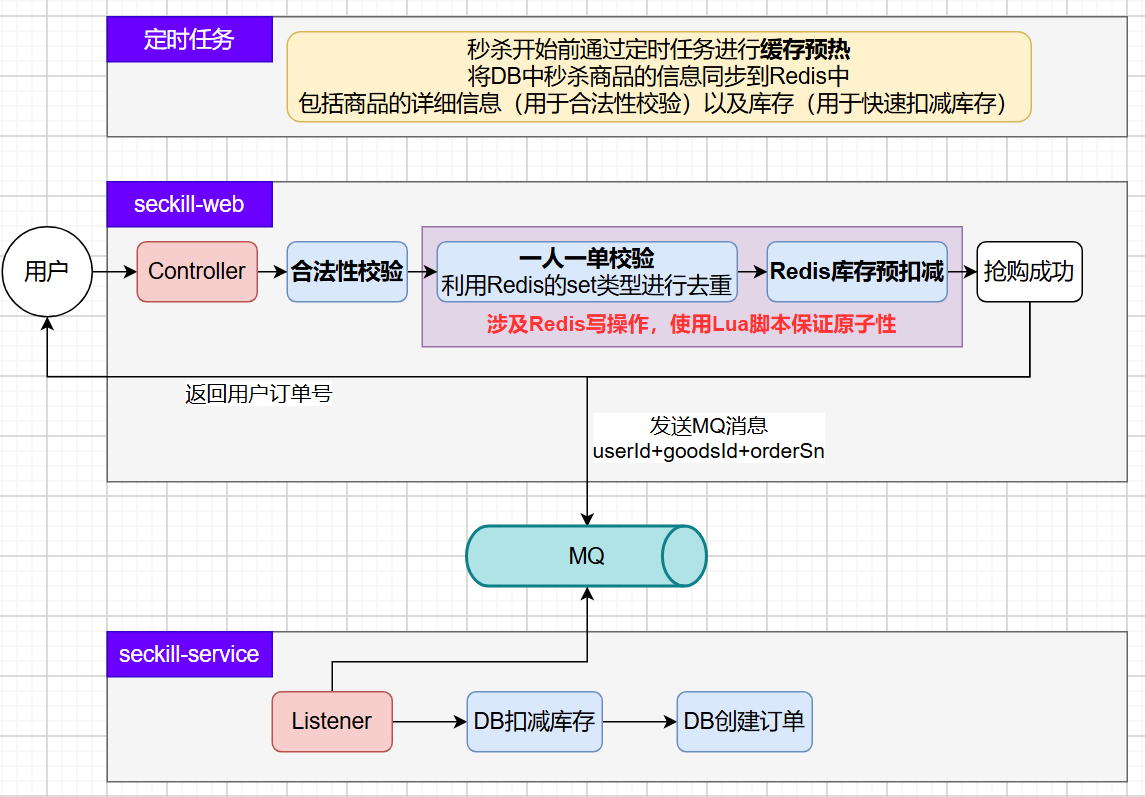 定时任务
秒杀开始前通过定时任务进行缓存预热
将DB中秒杀商品的信息同步到Redis中
包括商品的详细信息（用于合法性校验）以及库存（用于快速扣减库存）
seckill-web
用户
Controller
合法性校验
一人一单校验
利用Redis的set类型进行去重
Redis库存预扣减
抢购成功
涉及Redis写操作，使用Lua脚本保证原子性
返回用户订单号
发送MQ消息
userId+goodsId+orderSn
MQ
seckill-service
Listener
DB扣减库存
DB创建订单